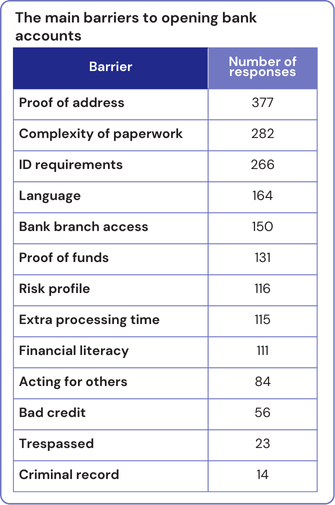 The main barriers to opening bank
accounts
Barrier
Number of
responses
Proof of address 377
Complexity of paperwork 282
ID requirements 266
Language 164
Bank branch access 150
Proof of funds 131
Risk profile 116
Extra processing time 115
Financial literacy 111
Acting for others 84
Bad credit 56
Trespassed 23
Criminal record 14